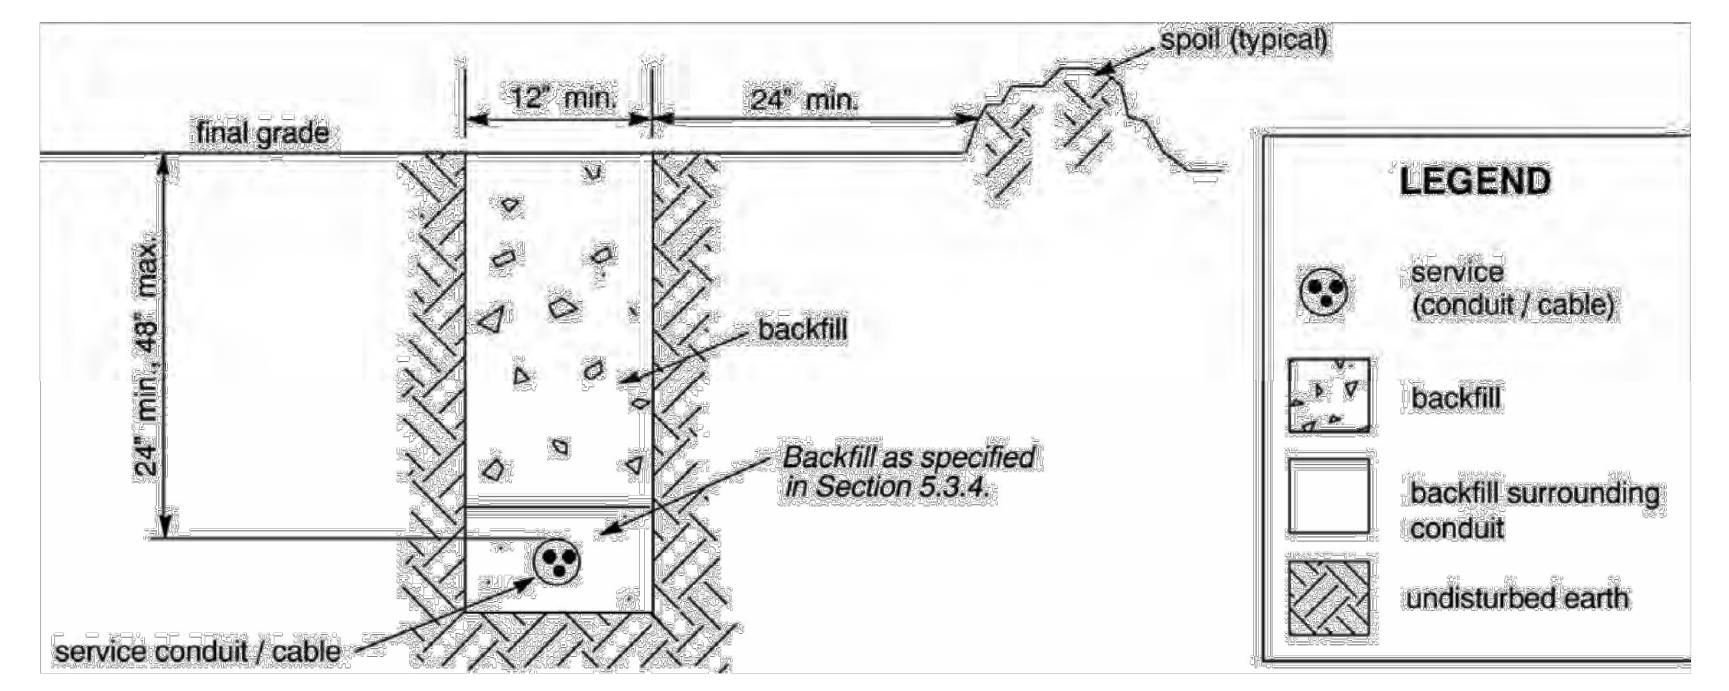 spoil (typical)
12" min.
24" min.
final grade
24" min., 48" max.
backfill
Backfill as specified
in Section 5.3.4.
service conduit / cable
LEGEND
service
(conduit / cable)
backfill
backfill surrounding
conduit
undisturbed earth